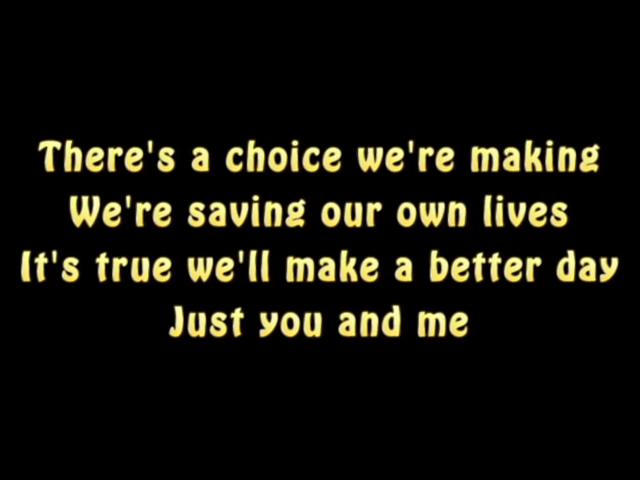 There's a choice we're making
We're saving our own lives
It's true we'll make a better day
Just you and me